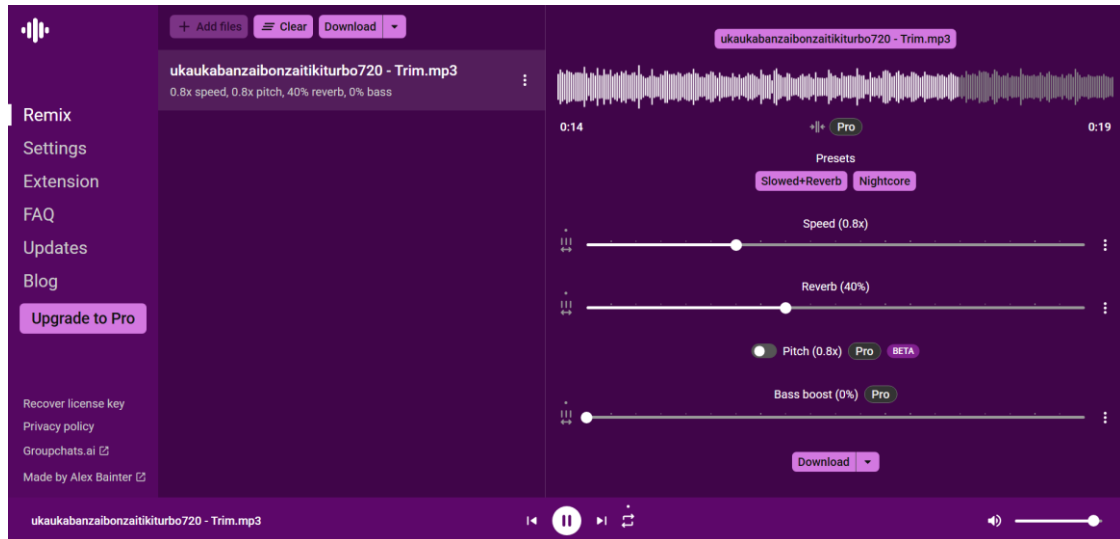 Remix
Settings
Extension
FAQ
Updates
Blog
Upgrade to Pro
Recover license key
Privacy policy
Groupchats.ai
Made by Alex Bainter
+ Add files Clear Download
ukaukabanzaibonzaitikiturbo720 - Trim.mp3
0.8x speed, 0.8x pitch, 40% reverb, 0% bass
ukaukabanzaibonzaitikiturbo720 - Trim.mp3
0:14 Pro 0:19
Presets
Slowed+Reverb Nightcore
Speed (0.8x)
Reverb (40%)
Pitch (0.8x) Pro BETA
Bass boost (0%) Pro
Download
ukaukabanzaibonzaitikiturbo720 - Trim.mp3